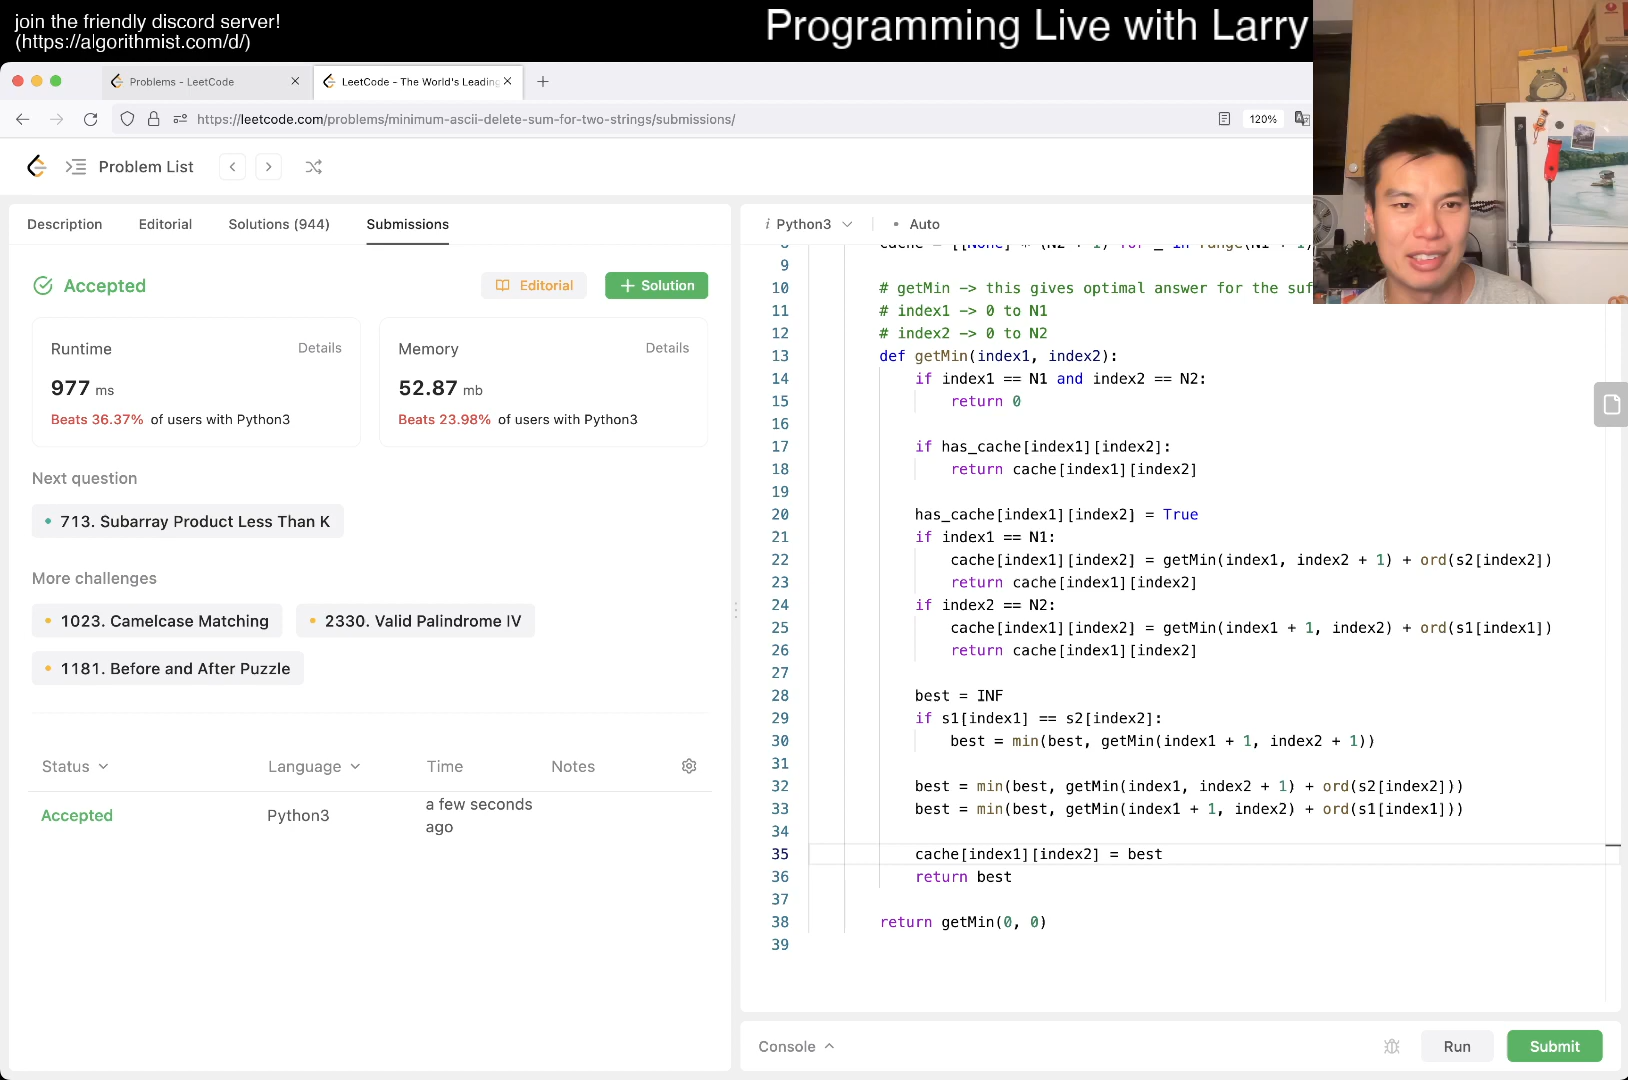 join the friendly discord server!
(https://algorithmist.com/d/)
Programming Live with Larry
Problems - LeetCode
LeetCode - The World's Leading
https://leetcode.com/problems/minimum-ascii-delete-sum-for-two-strings/submissions/
120%
Problem List
Description Editorial Solutions (944) Submissions
Accepted
Editorial
+ Solution
Runtime Details
977 ms
Beats 36.37% of users with Python3
Memory Details
52.87 mb
Beats 23.98% of users with Python3
Next question
713. Subarray Product Less Than K
More challenges
1023. Camelcase Matching
2330. Valid Palindrome IV
1181. Before and After Puzzle
Status Language Time Notes
Accepted Python3 a few seconds
ago
i Python3 • Auto
8 cache = [[None] * (N2 + 1) for _ in range(N1 + 1)
9
10 # getMin -> this gives optimal answer for the suf
11 # index1 -> 0 to N1
12 # index2 -> 0 to N2
13 def getMin(index1, index2):
14 if index1 == N1 and index2 == N2:
15 return 0
16
17 if has_cache[index1][index2]:
18 return cache[index1][index2]
19
20 has_cache[index1][index2] = True
21 if index1 == N1:
22 cache[index1][index2] = getMin(index1, index2 + 1) + ord(s2[index2])
23 return cache[index1][index2]
24 if index2 == N2:
25 cache[index1][index2] = getMin(index1 + 1, index2) + ord(s1[index1])
26 return cache[index1][index2]
27
28 best = INF
29 if s1[index1] == s2[index2]:
30 best = min(best, getMin(index1 + 1, index2 + 1))
31
32 best = min(best, getMin(index1, index2 + 1) + ord(s2[index2]))
33 best = min(best, getMin(index1 + 1, index2) + ord(s1[index1]))
34
35 cache[index1][index2] = best
36 return best
37
38 return getMin(0, 0)
39
Console
Run
Submit